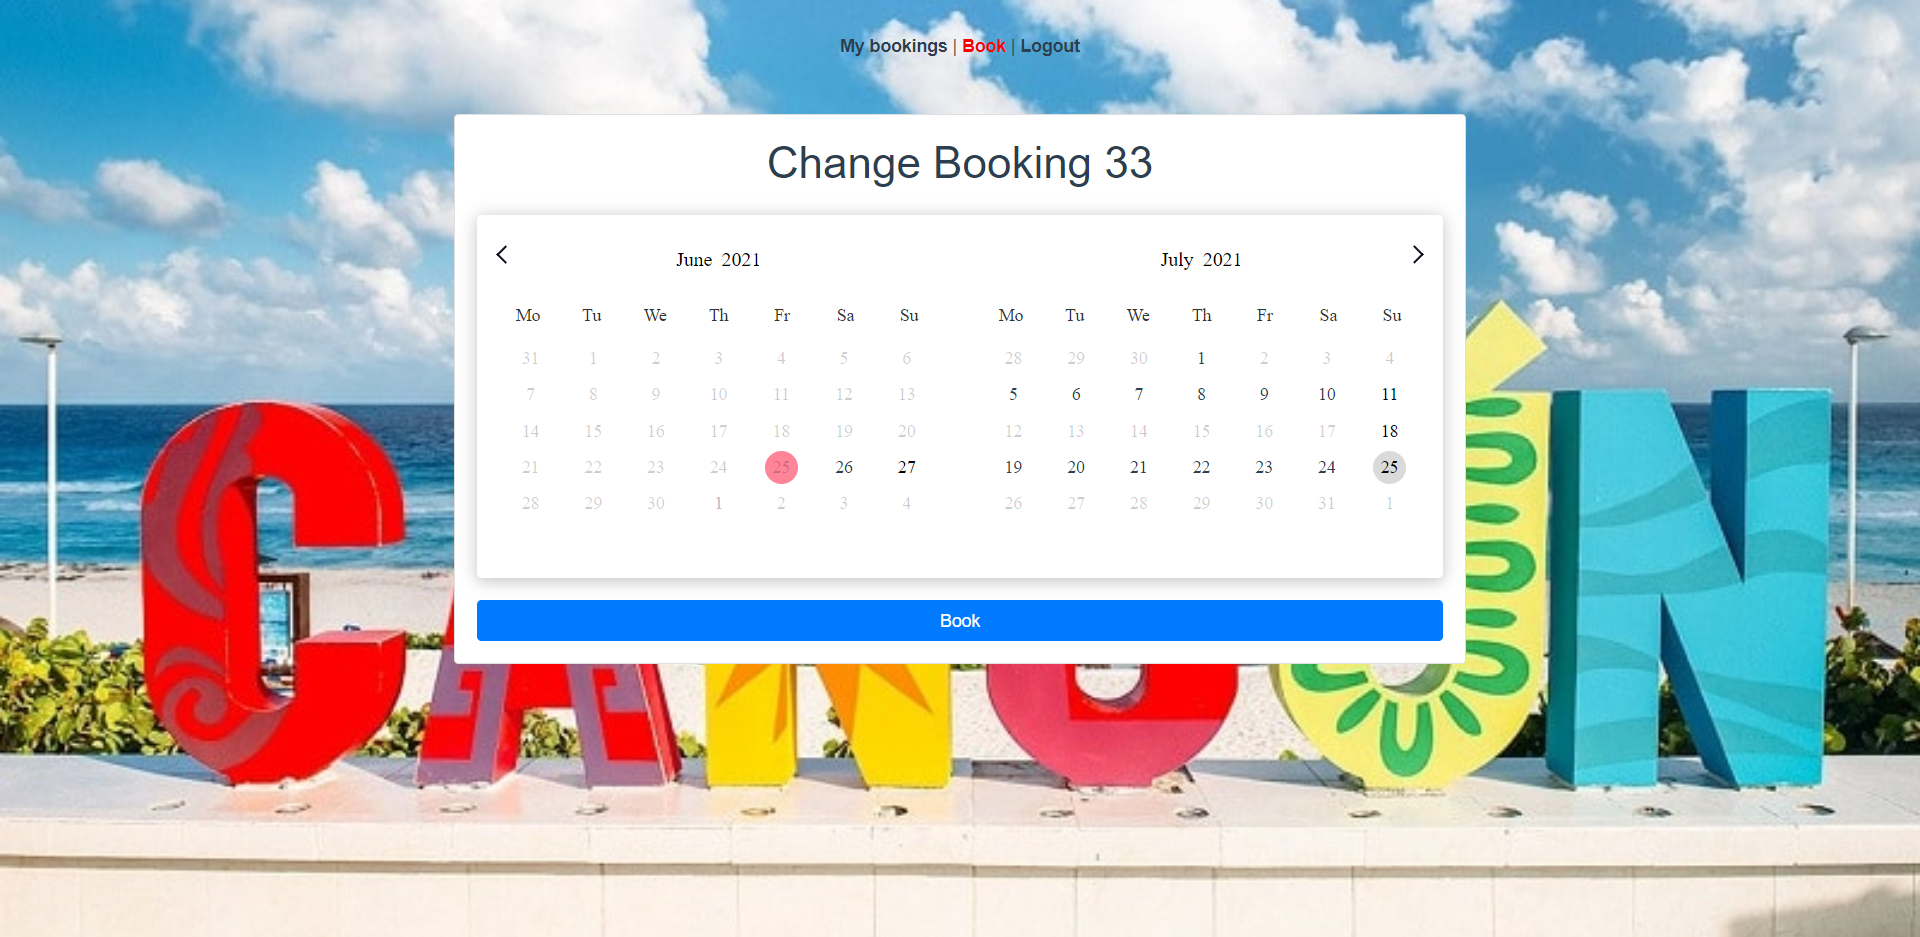 My bookings | Book | Logout
Change Booking 33
June 2021
Mo Tu We Th Fr Sa Su
31 1 2 3 4 5 6
7 8 9 10 11 12 13
14 15 16 17 18 19 20
21 22 23 24 25 26 27
28 29 30 1 2 3 4
July 2021
Mo Tu We Th Fr Sa Su
28 29 30 1 2 3 4
5 6 7 8 9 10 11
12 13 14 15 16 17 18
19 20 21 22 23 24 25
26 27 28 29 30 31 1
Book
CANCÚN